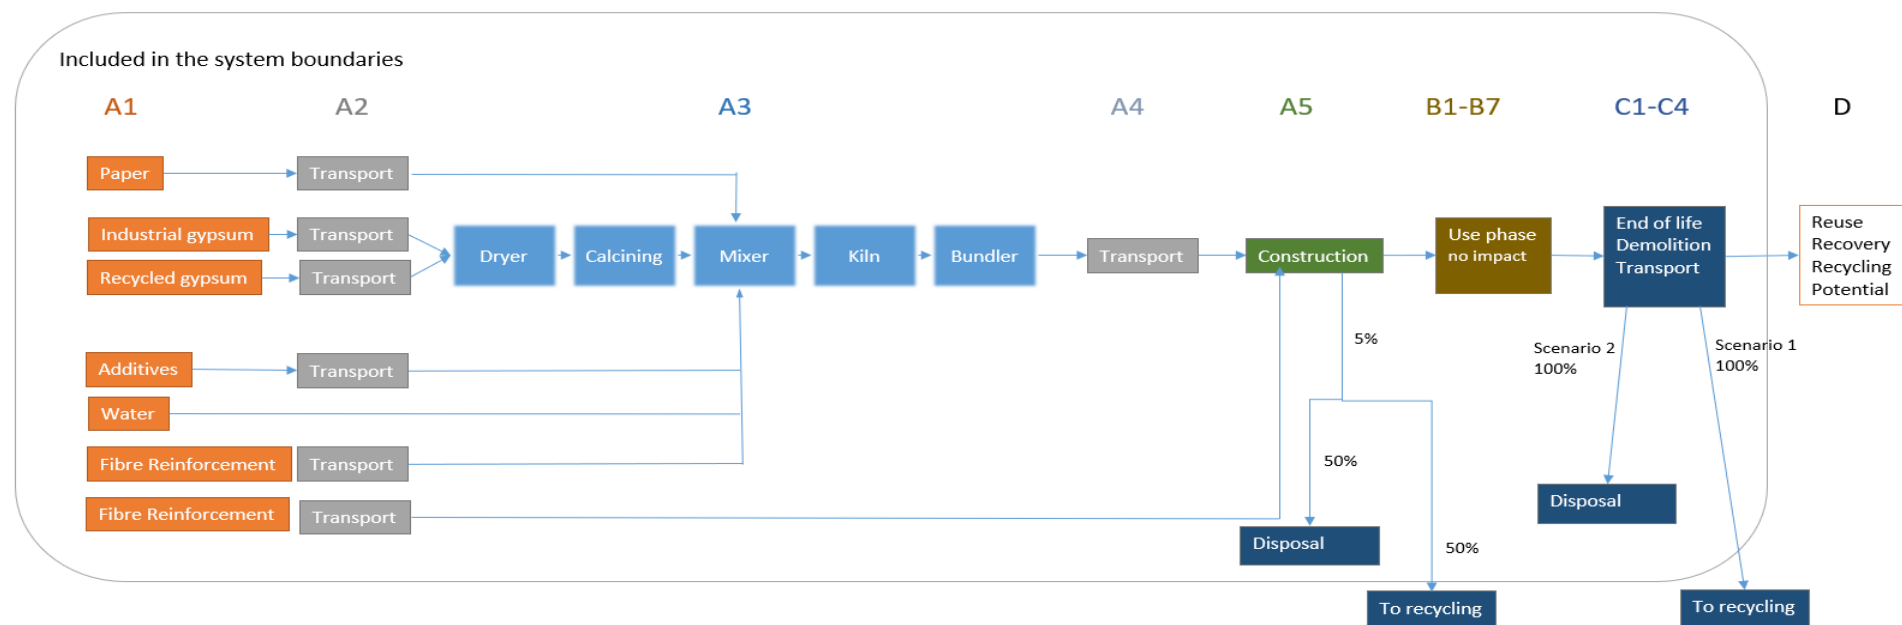 Included in the system boundaries
A1 A2 A3 A4 A5 B1-B7 C1-C4 D
Paper
Transport
Industrial gypsum
Transport
Recycled gypsum
Transport
Dryer
Calcining
Mixer
Kiln
Bundler
Transport
Construction
Use phase
no impact
End of life
Demolition
Transport
Reuse
Recovery
Recycling
Potential
Additives
Transport
Water
Fibre Reinforcement
Transport
Fibre Reinforcement
Transport
5%
50%
Disposal
50%
To recycling
Scenario 2
100%
Disposal
Scenario 1
100%
To recycling